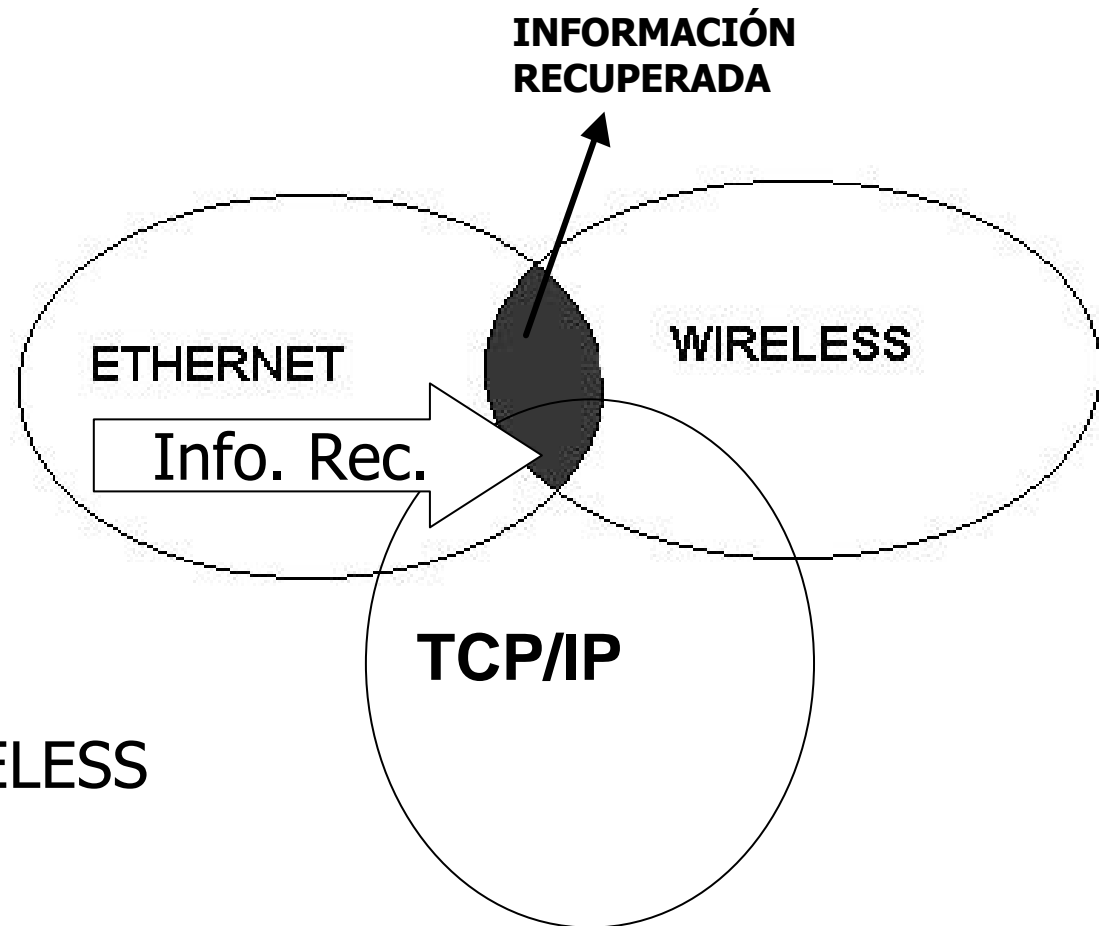 INFORMACIÓN
RECUPERADA
WIRELESS
ETHERNET
Info. Rec.
TCP/IP
ELESS